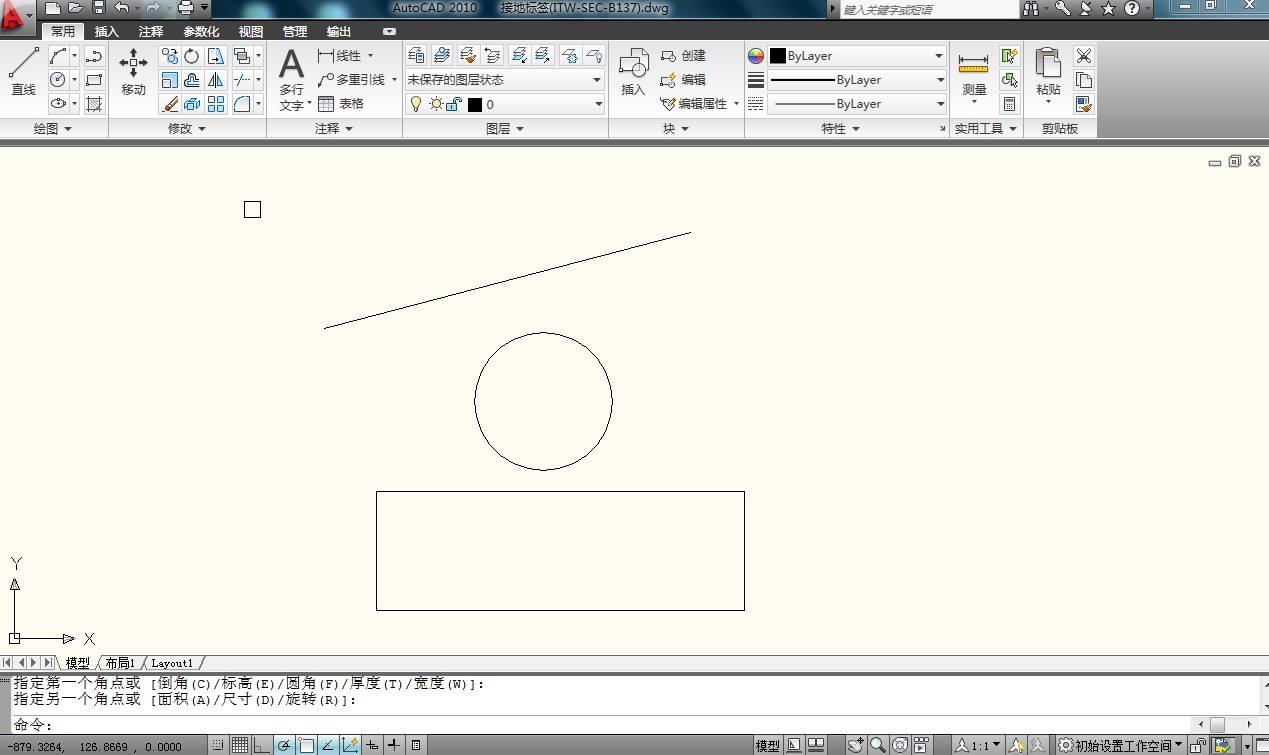 AutoCAD 2010 接地标签(ITW-SEC-B137).dwg
键入关键字或短语
常用 插入 注释 参数化 视图 管理 输出
直线
绘图
移动
修改
A
多行
文字
线性
多重引线
表格
注释
未保存的图层状态
0
图层
插入
创建
编辑
编辑属性
块
ByLayer
ByLayer
ByLayer
特性
测量
实用工具
粘贴
剪贴板
Y
X
模型 布局1 Layout1
指定第一个角点或 [倒角(C)/标高(E)/圆角(F)/厚度(T)/宽度(W)]:
指定另一个角点或 [面积(A)/尺寸(D)/旋转(R)]:
命令:
-879.3264, 126.8669 , 0.0000
模型
1:1
初始设置工作空间